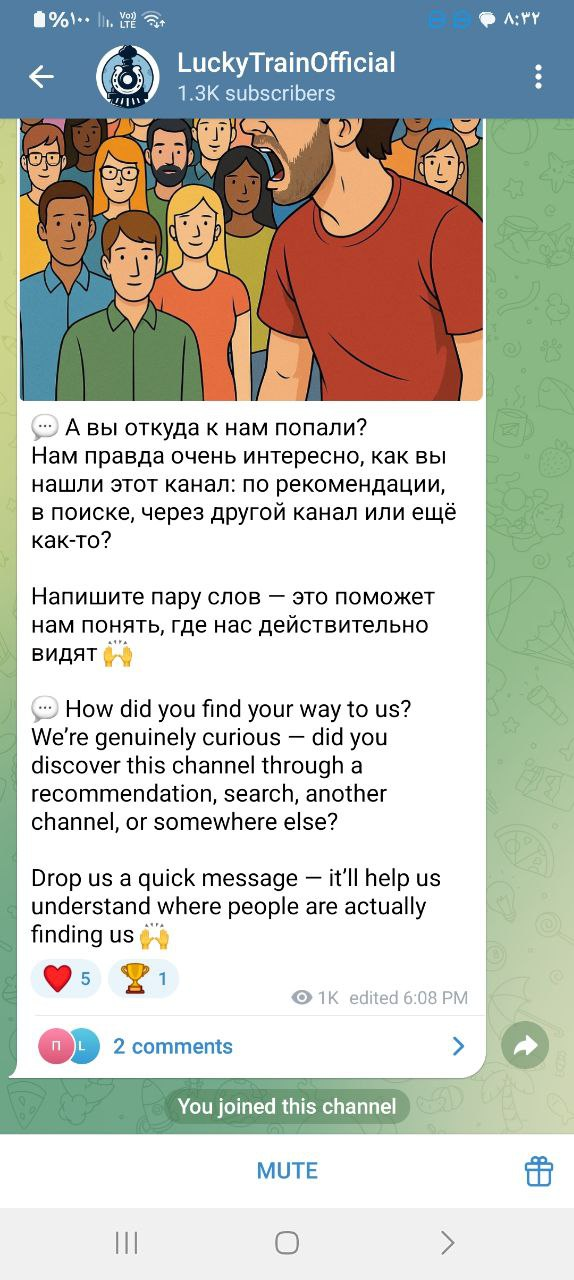 %١٠٠ Vo)) LTE ٨:٣٢
LuckyTrainOfficial
1.3K subscribers
💬 А вы откуда к нам попали?
Нам правда очень интересно, как вы
нашли этот канал: по рекомендации,
в поиске, через другой канал или ещё
как-то?
Напишите пару слов — это поможет
нам понять, где нас действительно
видят 🙌
💬 How did you find your way to us?
We’re genuinely curious — did you
discover this channel through a
recommendation, search, another
channel, or somewhere else?
Drop us a quick message — it’ll help us
understand where people are actually
finding us 🙌
❤️ 5 🏆 1
1K edited 6:08 PM
П L 2 comments
You joined this channel
MUTE